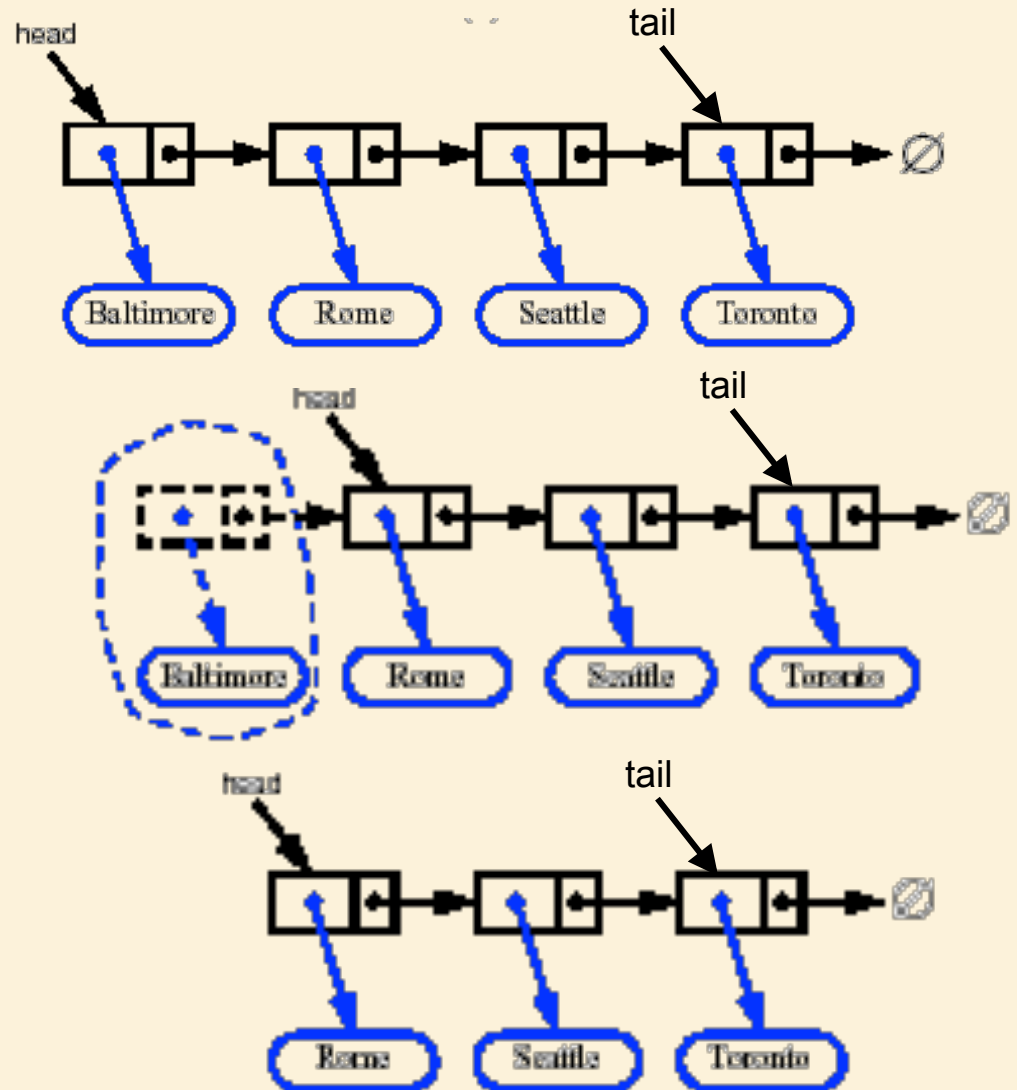 head
tail
∅
Baltimore Rome Seattle Toronto
head
tail
Baltimore Rome Seattle Toronto
head
tail
Rome Seattle Toronto